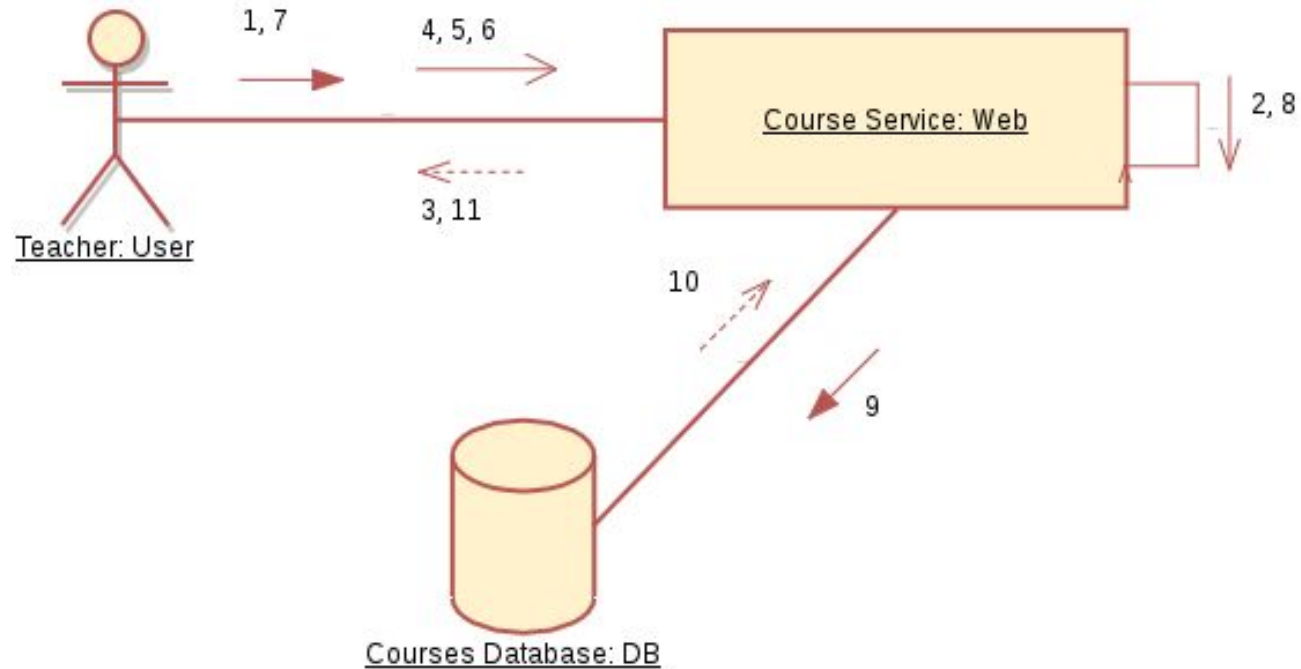 1, 7
4, 5, 6
Course Service: Web
2, 8
3, 11
Teacher: User
10
9
Courses Database: DB